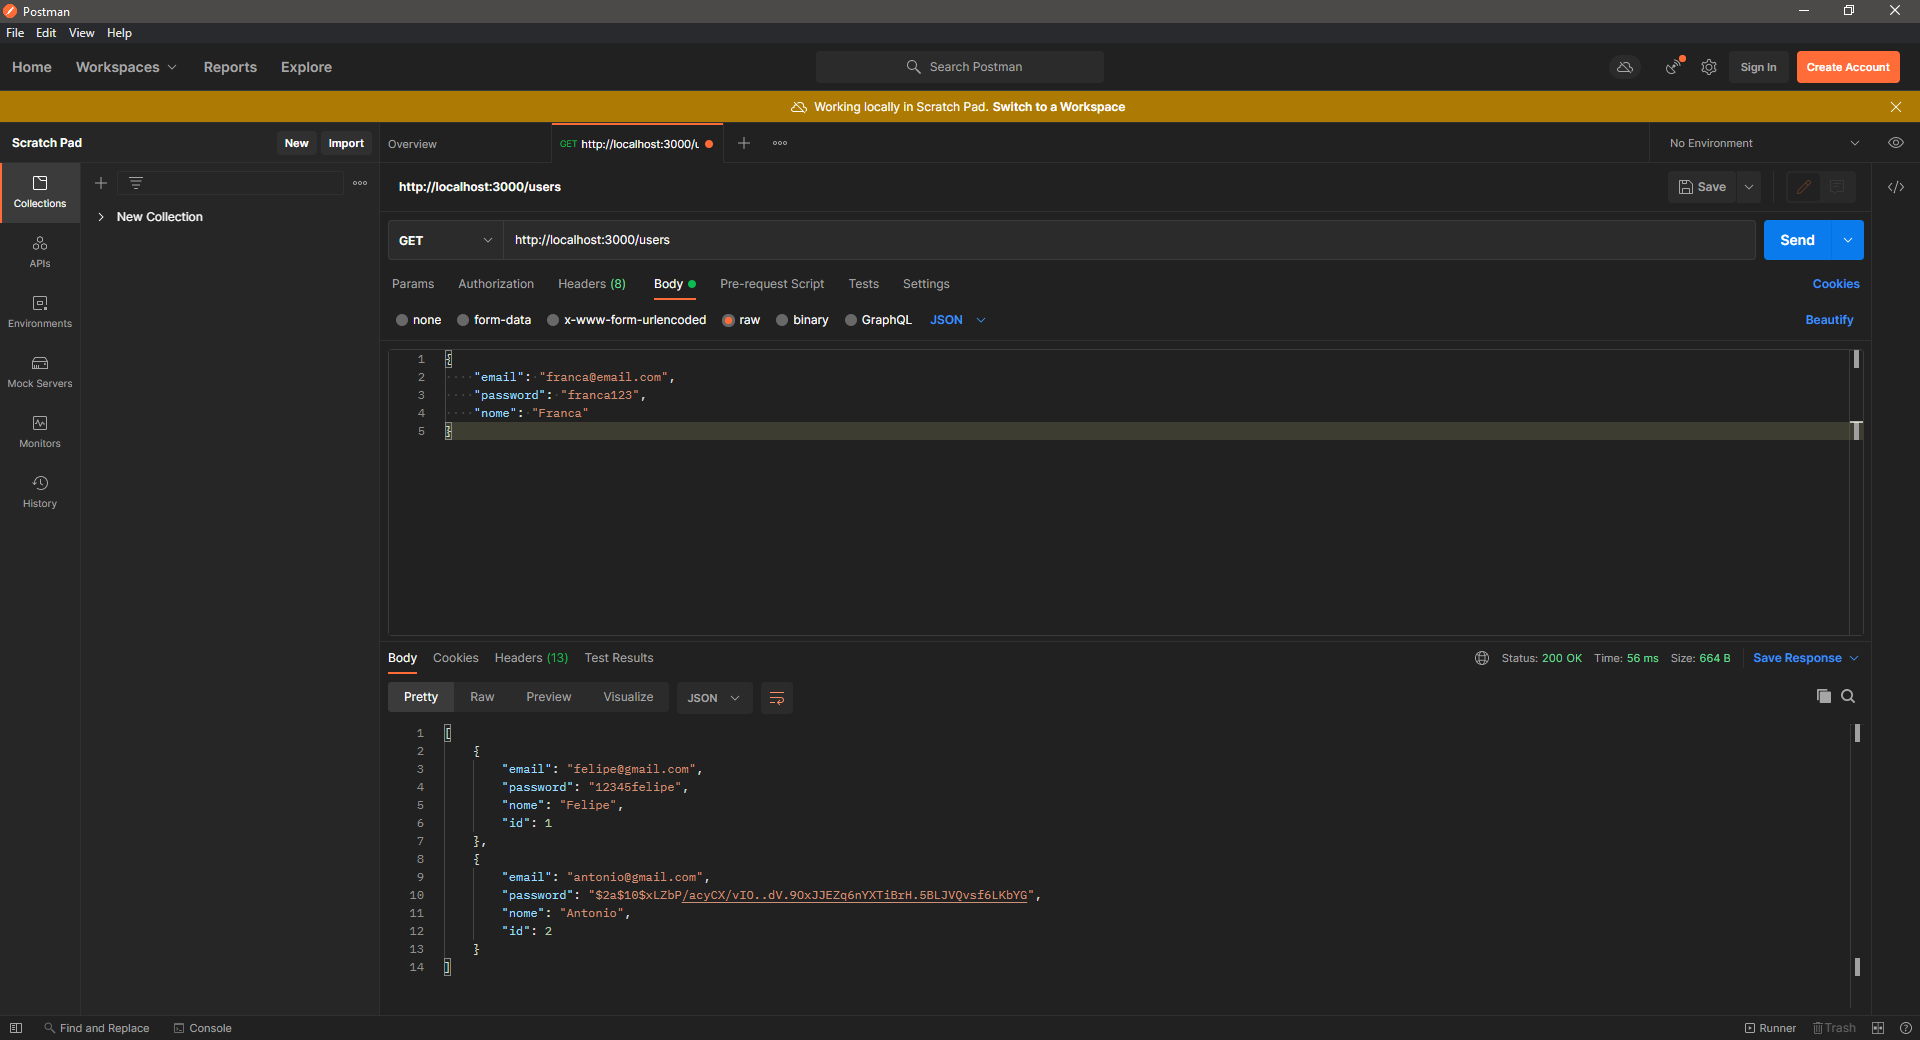 Postman
File Edit View Help
Home Workspaces Reports Explore
Search Postman
Sign In
Create Account
Working locally in Scratch Pad. Switch to a Workspace
Scratch Pad
New Import
Overview
GET http://localhost:3000/u
No Environment
Collections
APIs
Environments
Mock Servers
Monitors
History
New Collection
http://localhost:3000/users
Save
GET
http://localhost:3000/users
Send
Params Authorization Headers (8) Body Pre-request Script Tests Settings
Cookies
none form-data x-www-form-urlencoded raw binary GraphQL JSON
Beautify
1 {
2 "email": "franca@email.com",
3 "password": "franca123",
4 "nome": "Franca"
5 }
Body Cookies Headers (13) Test Results
Status: 200 OK Time: 56 ms Size: 664 B Save Response
Pretty Raw Preview Visualize JSON
1 [
2 {
3 "email": "felipe@gmail.com",
4 "password": "12345felipe",
5 "nome": "Felipe",
6 "id": 1
7 },
8 {
9 "email": "antonio@gmail.com",
10 "password": "$2a$10$xLZbP/acyCX/vIO..dV.9OxJJEZq6nYXTiBrH.5BLJVQvsf6LKbYG",
11 "nome": "Antonio",
12 "id": 2
13 }
14 ]
Find and Replace Console
Runner Trash